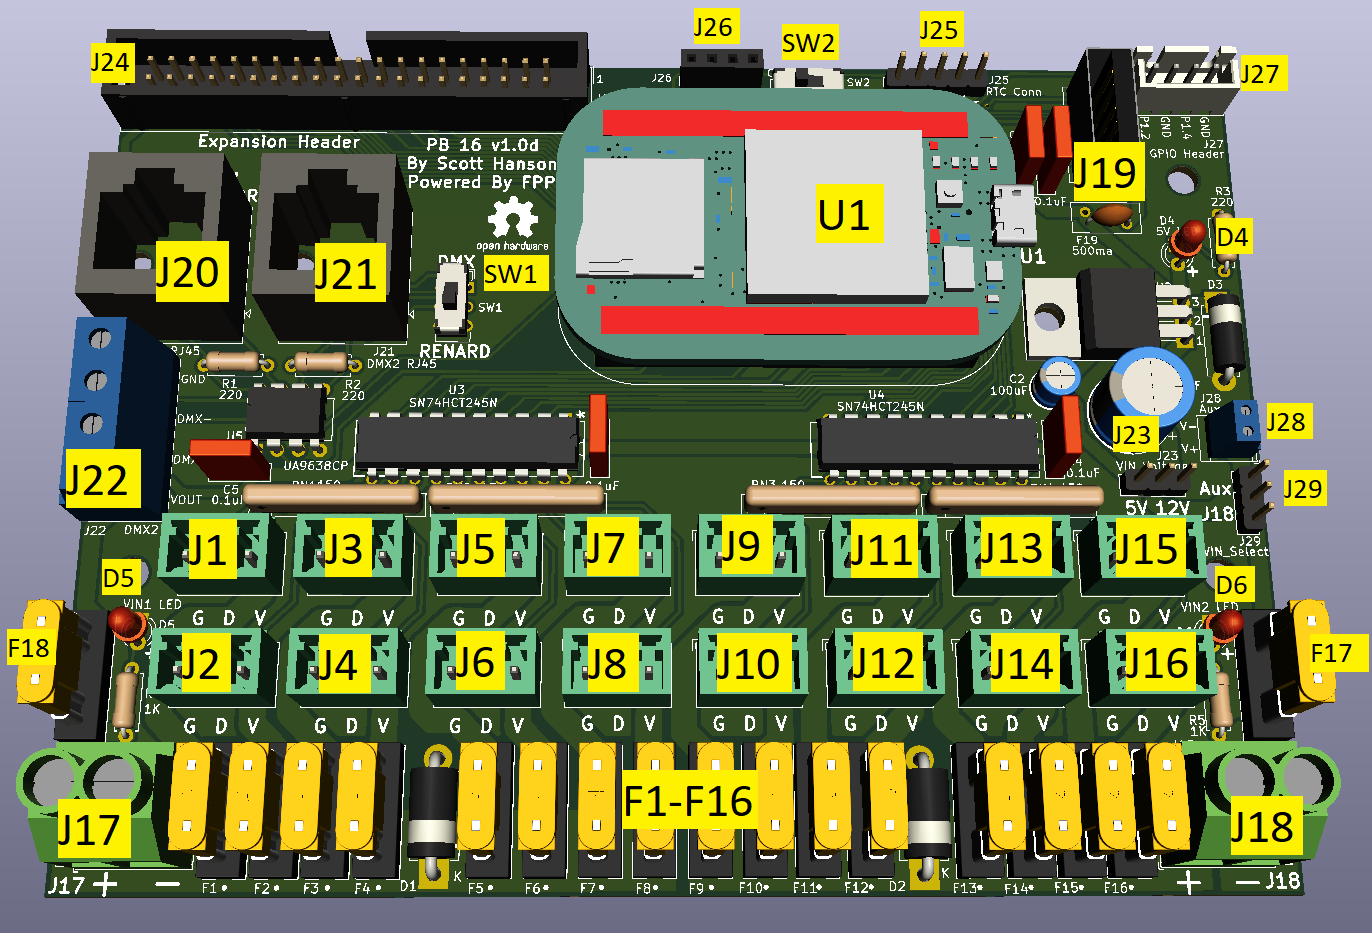 J26
SW2
J25
J24
J27
J26
SW2
J25
RTC Conn
1
P1.2
GND
P1.4
GND
J27
GPIO Header
Expansion Header
PB 16 v1.0d
By Scott Hanson
Powered By FPP
open hardware
J19
0.1uF
R3
220
D4
5V
D4
F19
500ma
U1
U1
J20
J21
DMX
SW1
SW1
RENARD
D3
3
2
1
RJ45
GND
J21
DMX2 RJ45
R1
220
R2
220
U3
SN74HCT245N
U4
SN74HCT245N
C2
100uF
J28
Aux
V-
V+
J28
J23
J23
VIN Voltage
5V 12V
DMX-
UA9638CP
C5
0.1uF
VOUT
0.1uF
0.1uF
RN3 150
J22
J22
DMX2
J29
Aux
J18
J29
VIN_Select
J1
J3
J5
J7
J9
J11
J13
J15
D5
VIN1 LED
D5
D6
VIN2 LED
G D V
G D V
G D V
G D V
G D V
G D V
G D V
G D V
F18
J2
J4
J6
J8
J10
J12
J14
J16
F17
1K
R5
1K
G D V
G D V
G D V
G D V
G D V
G D V
G D V
G D V
F1-F16
J17
J18
J17 + −
F1
F2
F3
F4
D1
K
F5
F6
F7
F8
F9
F10
F11
F12
D2
K
F13
F14
F15
F16
+ − J18